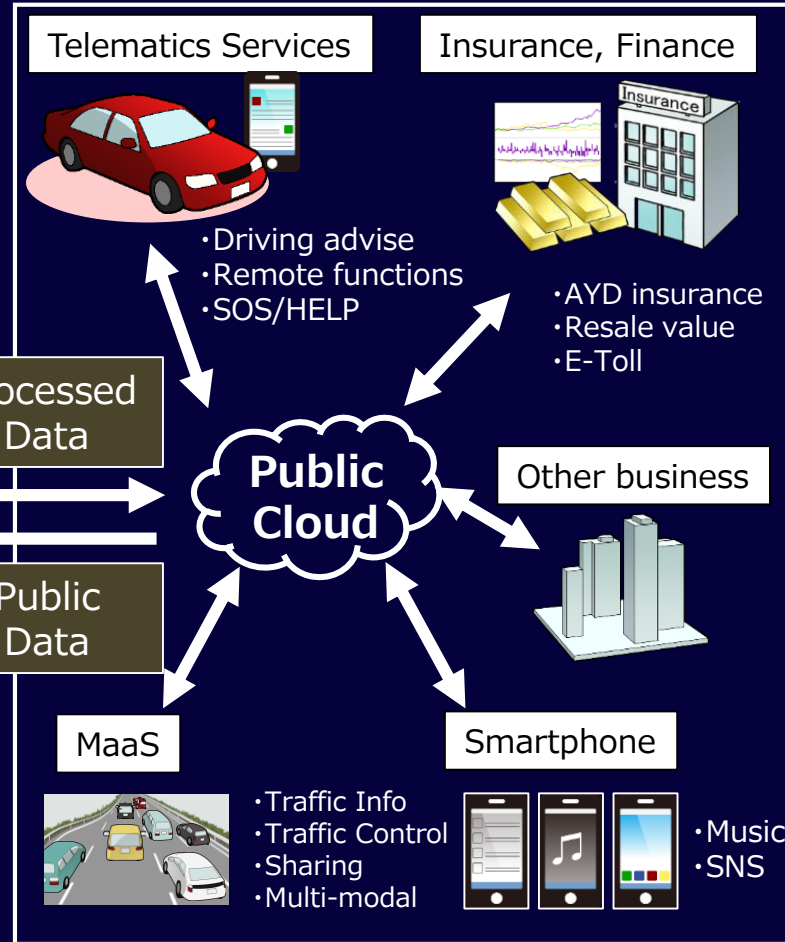 Telematics Services
Insurance, Finance
Insurance
・Driving advise
・Remote functions
・SOS/HELP
・AYD insurance
・Resale value
・E-Toll
ocessed
Data
Public
Cloud
Other business
Public
Data
MaaS
Smartphone
・Traffic Info
・Traffic Control
・Sharing
・Multi-modal
・Music
・SNS